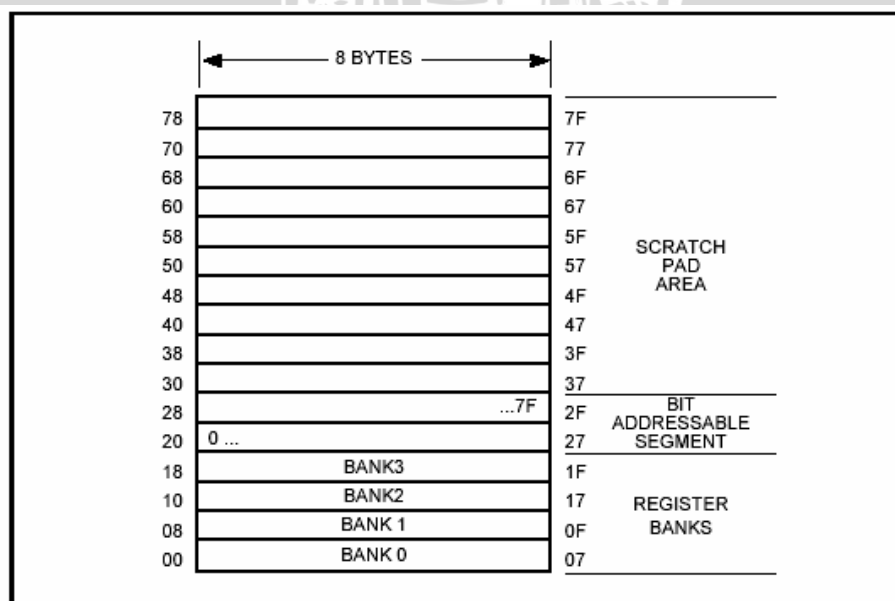 8 BYTES
78 7F
70 77
68 6F
60 67
58 5F
50 57
48 4F
40 47
38 3F
30 37
28 ...7F 2F
20 0 ... 27
18 BANK3 1F
10 BANK2 17
08 BANK 1 0F
00 BANK 0 07
SCRATCH
PAD
AREA
BIT
ADDRESSABLE
SEGMENT
REGISTER
BANKS